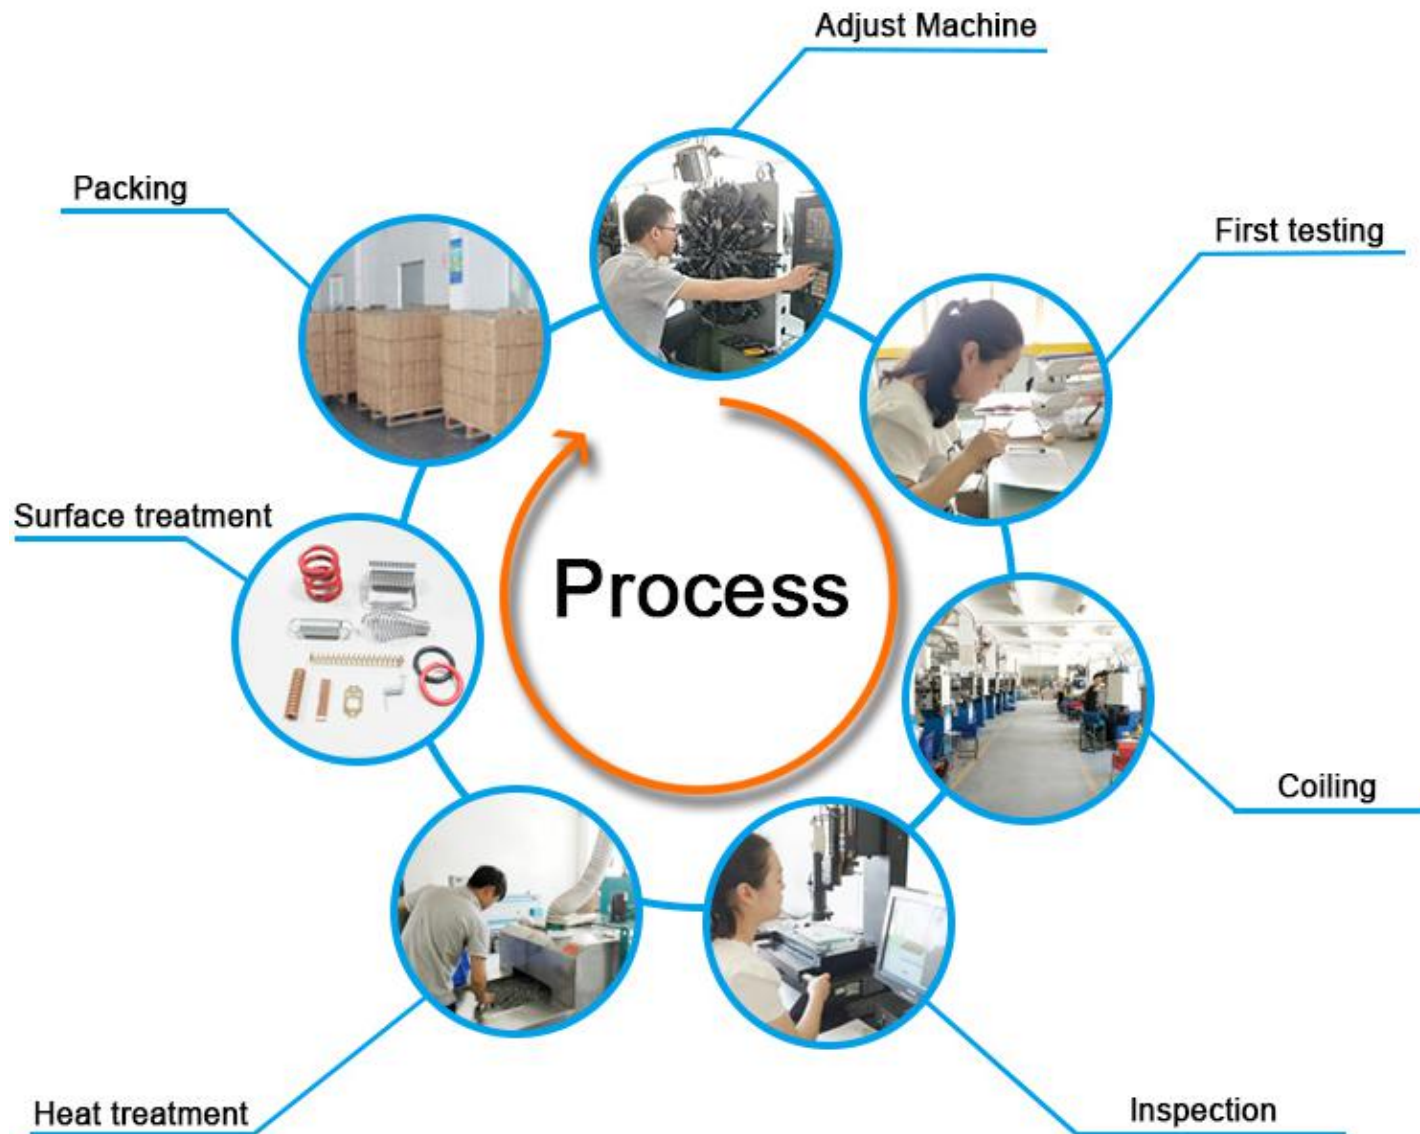 Adjust Machine
Packing
First testing
Surface treatment
Process
Coiling
Heat treatment
Inspection